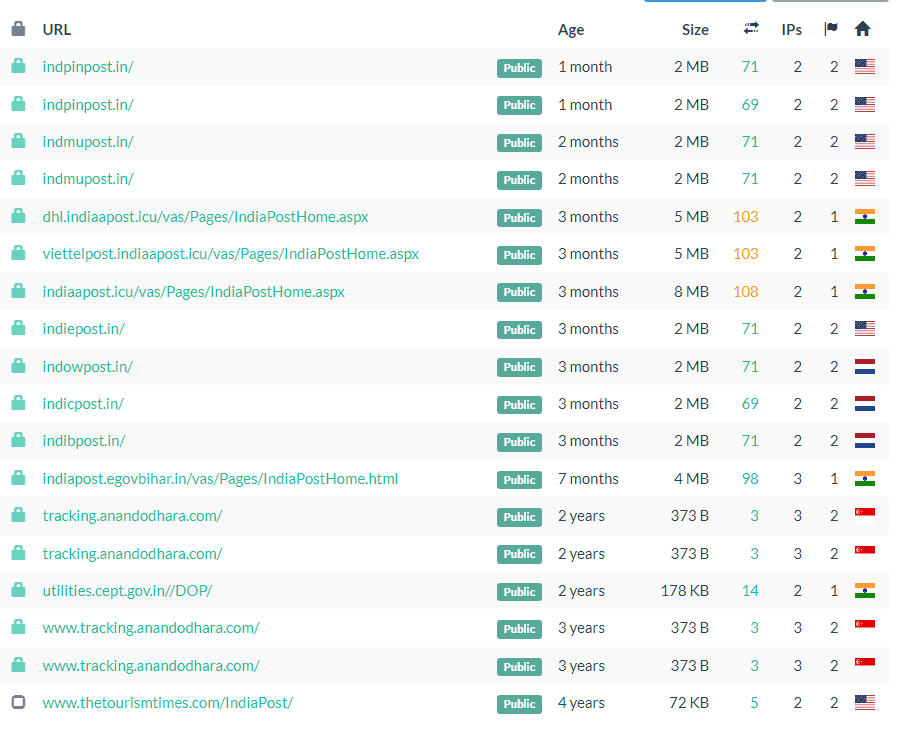 URL Age Size IPs
indpinpost.in/ Public 1 month 2 MB 71 2 2
indpinpost.in/ Public 1 month 2 MB 69 2 2
indmupost.in/ Public 2 months 2 MB 71 2 2
indmupost.in/ Public 2 months 2 MB 71 2 2
dhl.indiaapost.icu/vas/Pages/IndiaPostHome.aspx Public 3 months 5 MB 103 2 1
viettelpost.indiaapost.icu/vas/Pages/IndiaPostHome.aspx Public 3 months 5 MB 103 2 1
indiaapost.icu/vas/Pages/IndiaPostHome.aspx Public 3 months 8 MB 108 2 1
indiepost.in/ Public 3 months 2 MB 71 2 2
indowpost.in/ Public 3 months 2 MB 71 2 2
indicpost.in/ Public 3 months 2 MB 69 2 2
indibpost.in/ Public 3 months 2 MB 71 2 2
indiapost.egovbihar.in/vas/Pages/IndiaPostHome.html Public 7 months 4 MB 98 3 1
tracking.anandodhara.com/ Public 2 years 373 B 3 3 2
tracking.anandodhara.com/ Public 2 years 373 B 3 3 2
utilities.cept.gov.in//DOP/ Public 2 years 178 KB 14 2 1
www.tracking.anandodhara.com/ Public 3 years 373 B 3 3 2
www.tracking.anandodhara.com/ Public 3 years 373 B 3 3 2
www.thetourismtimes.com/IndiaPost/ Public 4 years 72 KB 5 2 2